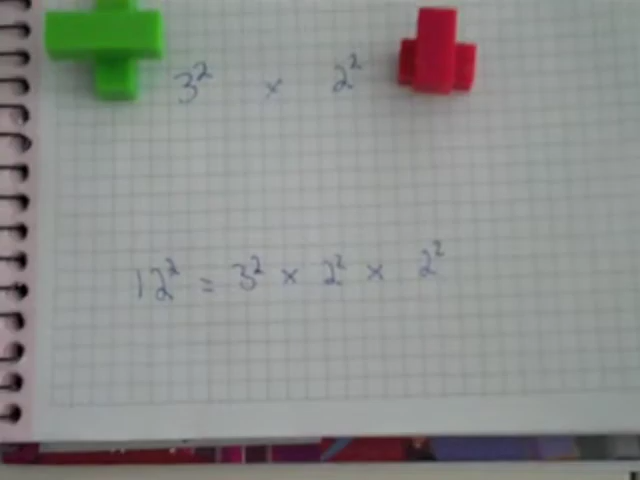 3² x 2²
12² = 3² x 2² x 2²